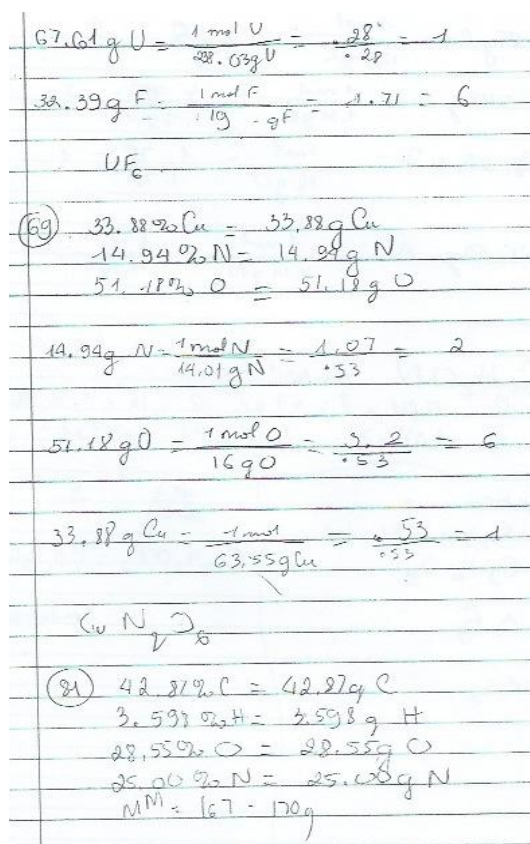 67.61 g U = 1 mol U / 238.03 g U = .28 / .28 = 1
32.39 g F = 1 mol F / 19 g F = 1.71 = 6
UF6
69 33.88 % Cu = 33.88 g Cu
14.94 % N = 14.94 g N
51.18 % O = 51.18 g O
14.94 g N = 1 mol N / 14.01 g N = 1.07 / .53 = 2
51.18 g O = 1 mol O / 16 g O = 3.2 / .53 = 6
33.88 g Cu = 1 mol / 63.55 g Cu = .53 / .53 = 1
Cu N2 O6
81 42.87 % C = 42.87 g C
3.598 % H = 3.598 g H
28.55 % O = 28.55 g O
25.00 % N = 25.00 g N
MM = 167 - 170 g